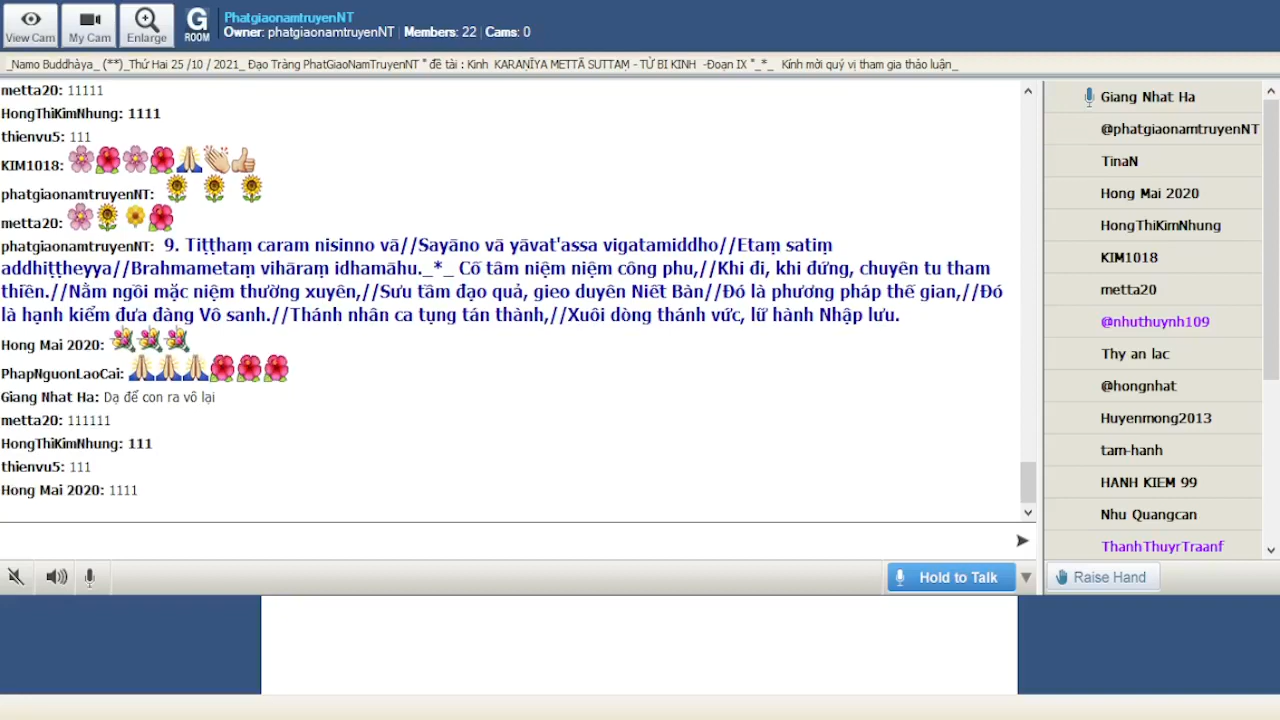 View Cam
My Cam
Enlarge
G
ROOM
PhatgiaonamtruyenNT
Owner: phatgiaonamtruyenNT | Members: 22 | Cams: 0
_Namo Buddhàya_ (**)_Thứ Hai 25 /10 / 2021_ Đạo Tràng PhatGiaoNamTruyenNT " đề tài : Kinh KARAṆĪYA METTĀ SUTTAṂ - TỪ BI KINH -Đoạn IX "_*_ Kính mời quý vị tham gia thảo luận_
metta20: 11111
HongThiKimNhung: 1111
thienvu5: 111
KIM1018:
phatgiaonamtruyenNT:
metta20:
phatgiaonamtruyenNT: 9. Tiṭṭhaṃ caram nisinno vā//Sayāno vā yāvat'assa vigatamiddho//Etaṃ satiṃ
addhiṭṭheyya//Brahmametaṃ vihāraṃ idhamāhu._*_ Cố tâm niệm niệm công phu,//Khi đi, khi đứng, chuyên tu tham
thiền.//Nằm ngồi mặc niệm thường xuyên,//Sưu tầm đạo quả, gieo duyên Niết Bàn//Đó là phương pháp thế gian,//Đó
là hạnh kiểm đưa đàng Vô sanh.//Thánh nhân ca tụng tán thành,//Xuôi dòng thánh vức, lữ hành Nhập lưu.
Hong Mai 2020:
PhapNguonLaoCai:
Giang Nhat Ha: Dạ để con ra vô lại
metta20: 111111
HongThiKimNhung: 111
thienvu5: 111
Hong Mai 2020: 1111
Hold to Talk
Giang Nhat Ha
@phatgiaonamtruyenNT
TinaN
Hong Mai 2020
HongThiKimNhung
KIM1018
metta20
@nhuthuynh109
Thy an lac
@hongnhat
Huyenmong2013
tam-hanh
HANH KIEM 99
Nhu Quangcan
ThanhThuyrTraanf
Raise Hand